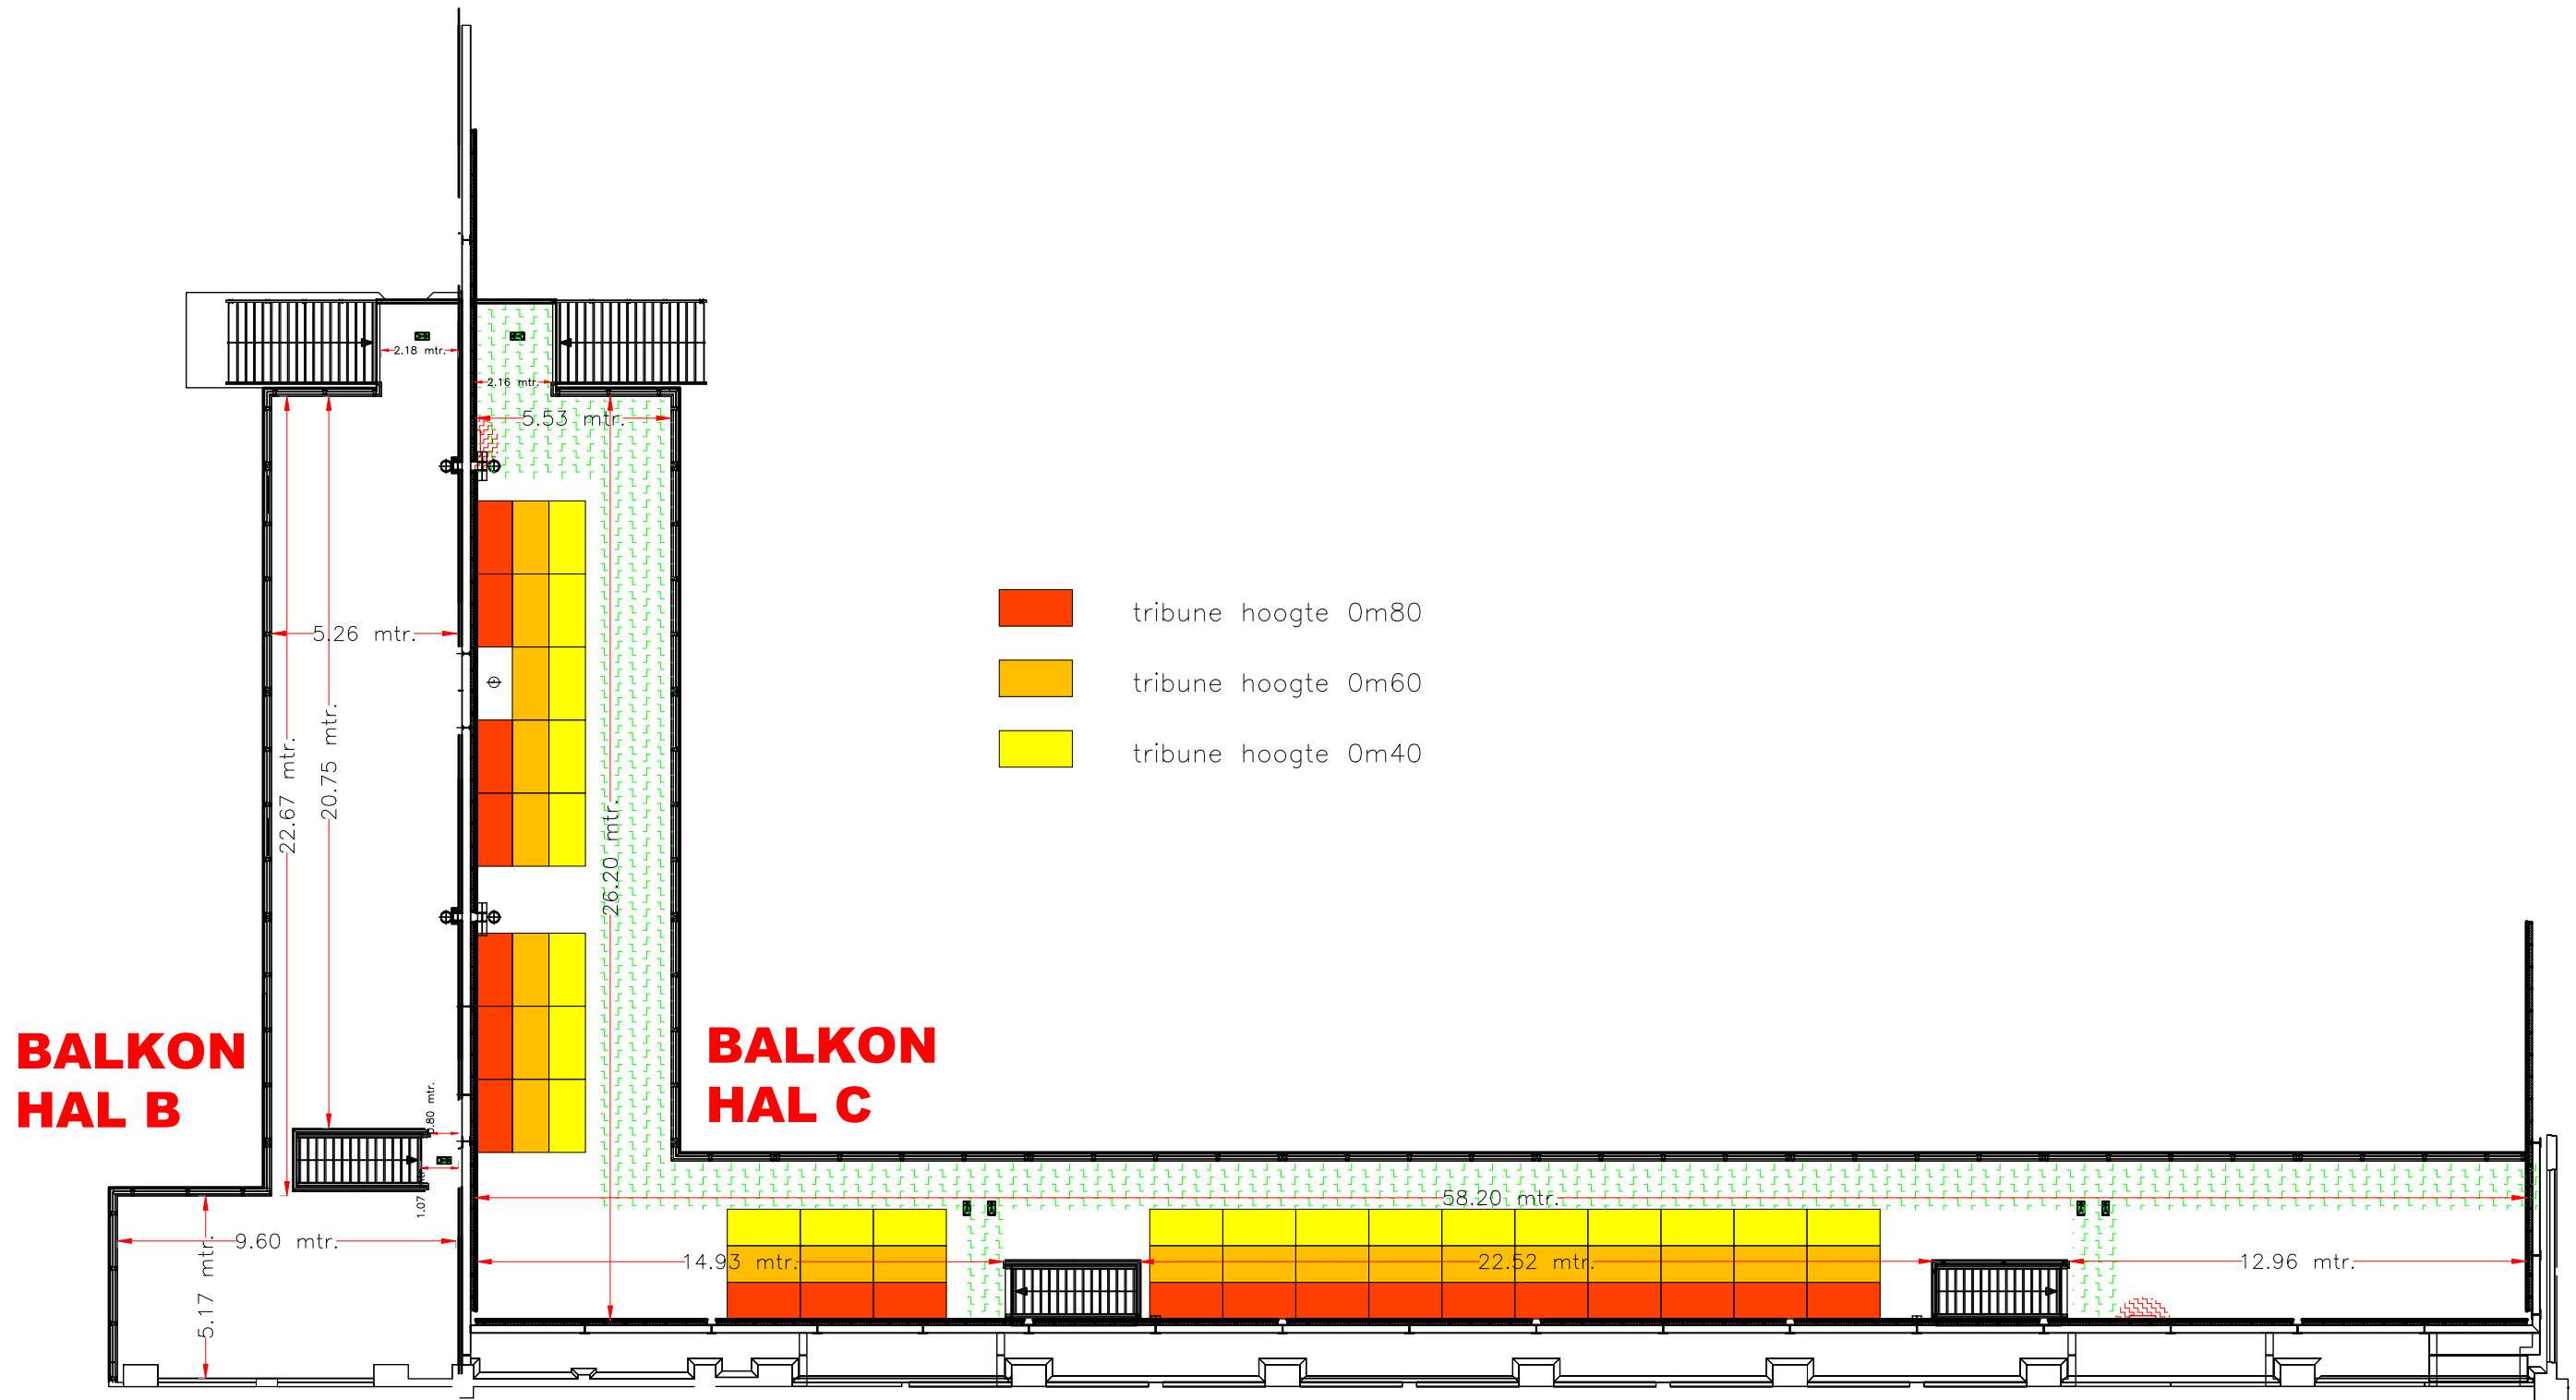 2.18 mtr.
2.16 mtr.
5.53 mtr.
5.26 mtr.
22.67 mtr.
20.75 mtr.
26.20 mtr.
tribune hoogte 0m80
tribune hoogte 0m60
tribune hoogte 0m40
BALKON
HAL B
BALKON
HAL C
0.80 mtr.
1.07
58.20 mtr.
9.60 mtr.
5.17 mtr.
14.93 mtr.
22.52 mtr.
12.96 mtr.